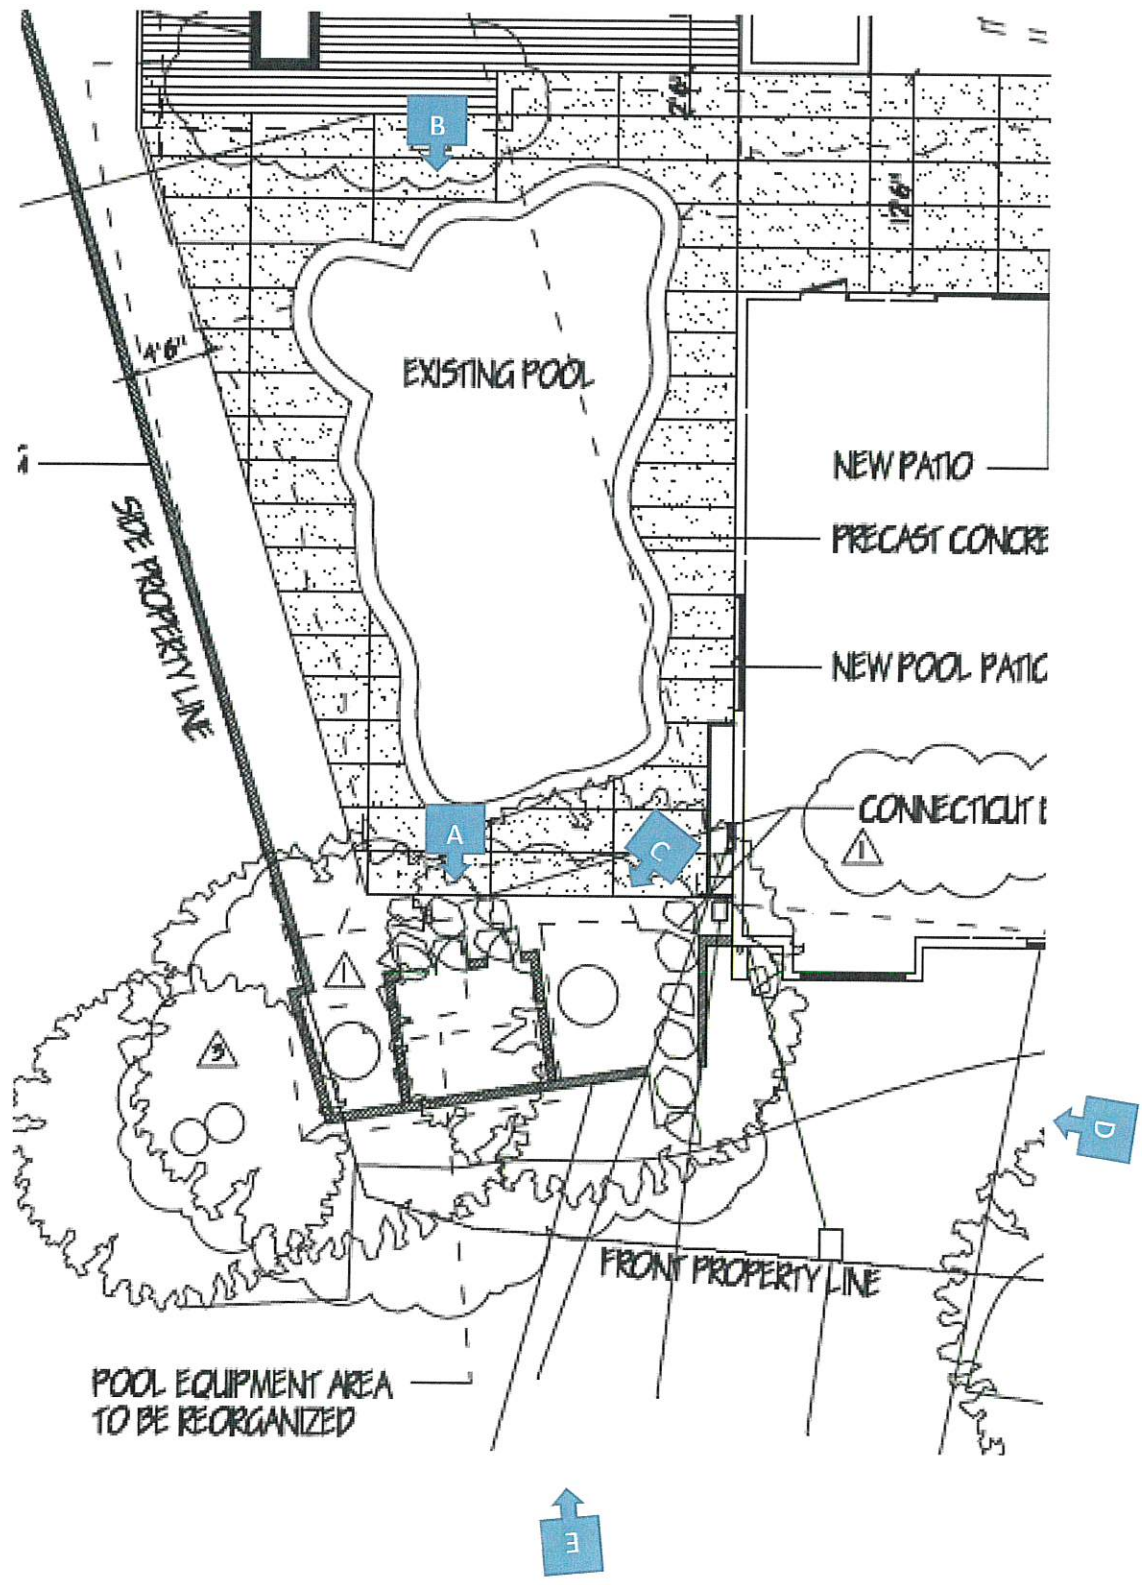 B
2'6"
12'6"
EXISTING POOL
4'6"
NEW PATIO
PRECAST CONCRE
SIDE PROPERTY LINE
NEW POOL PATIO
CONNECTICUT
A
C
1
1
3
D
FRONT PROPERTY LINE
POOL EQUIPMENT AREA
TO BE REORGANIZED
E